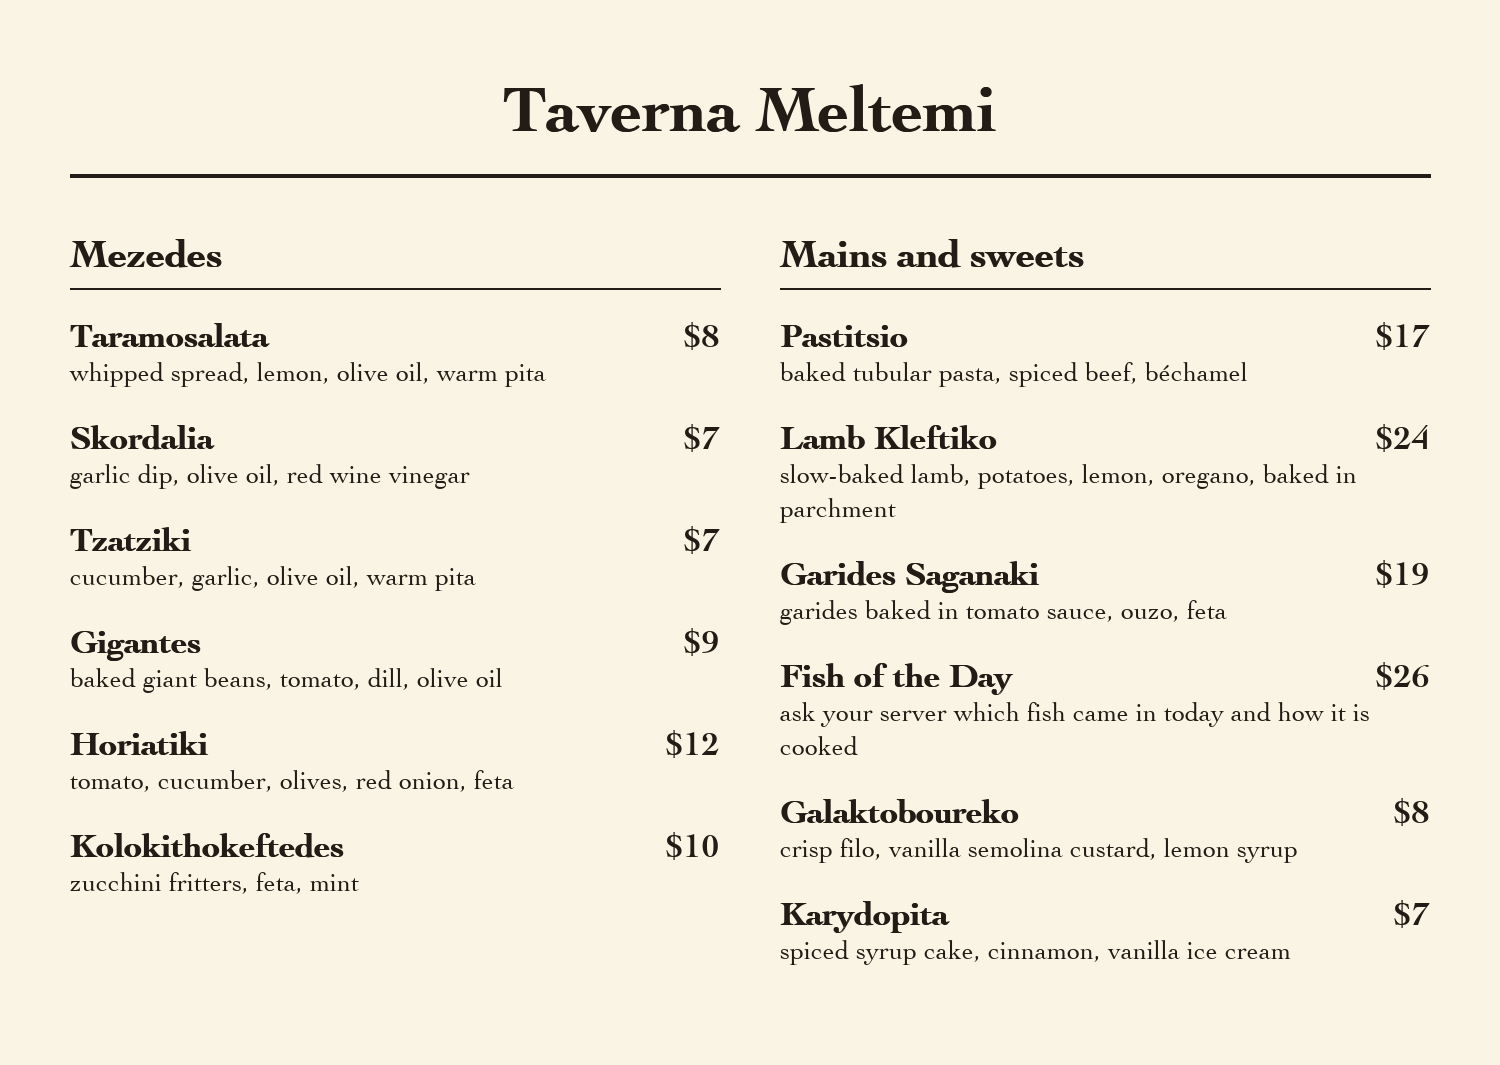 Taverna Meltemi
Mezedes
Taramosalata $8
whipped spread, lemon, olive oil, warm pita
Skordalia $7
garlic dip, olive oil, red wine vinegar
Tzatziki $7
cucumber, garlic, olive oil, warm pita
Gigantes $9
baked giant beans, tomato, dill, olive oil
Horiatiki $12
tomato, cucumber, olives, red onion, feta
Kolokithokeftedes $10
zucchini fritters, feta, mint
Mains and sweets
Pastitsio $17
baked tubular pasta, spiced beef, béchamel
Lamb Kleftiko $24
slow-baked lamb, potatoes, lemon, oregano, baked in
parchment
Garides Saganaki $19
garides baked in tomato sauce, ouzo, feta
Fish of the Day $26
ask your server which fish came in today and how it is
cooked
Galaktoboureko $8
crisp filo, vanilla semolina custard, lemon syrup
Karydopita $7
spiced syrup cake, cinnamon, vanilla ice cream